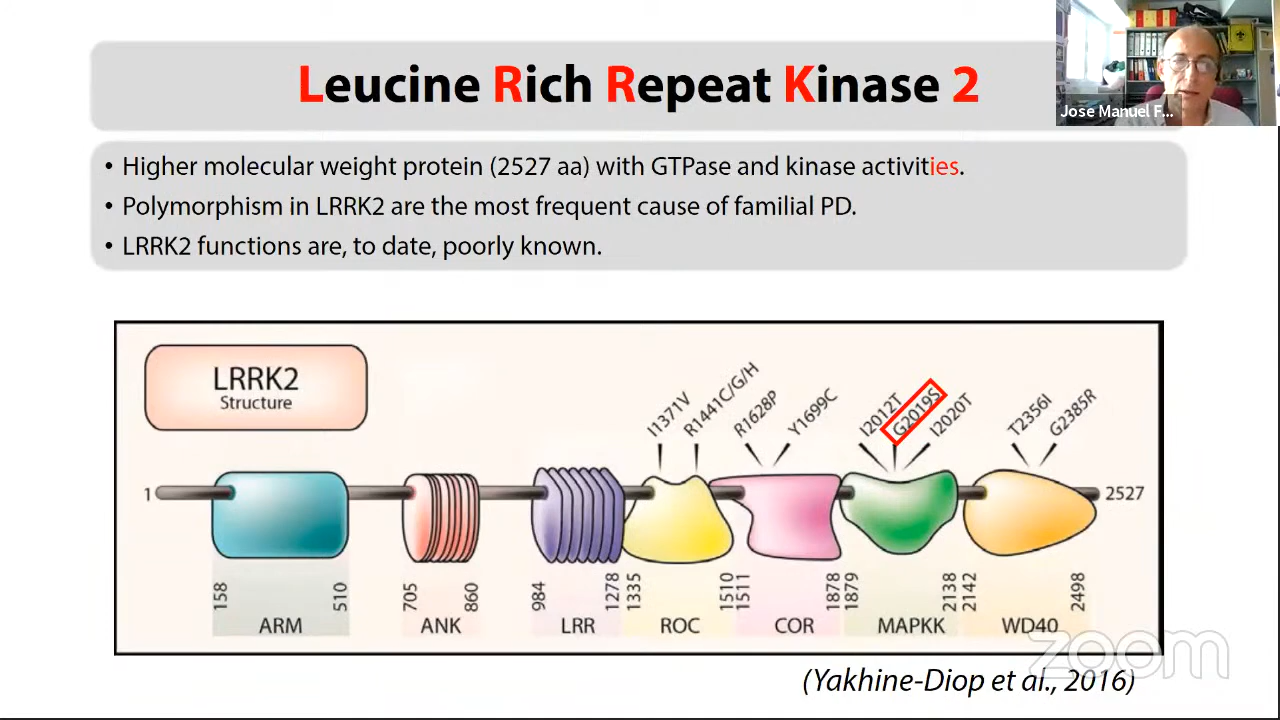 Leucine Rich Repeat Kinase 2
Jose Manuel F...
• Higher molecular weight protein (2527 aa) with GTPase and kinase activities.
• Polymorphism in LRRK2 are the most frequent cause of familial PD.
• LRRK2 functions are, to date, poorly known.
LRRK2
Structure
I1371V
R1441C/G/H
R1628P
Y1699C
I2012T
G2019S
I2020T
T2356I
G2385R
1
2527
158
510
705
860
984
1278
1335
1510
1511
1878
1879
2138
2142
2498
ARM
ANK
LRR
ROC
COR
MAPKK
WD40
zoom
(Yakhine-Diop et al., 2016)